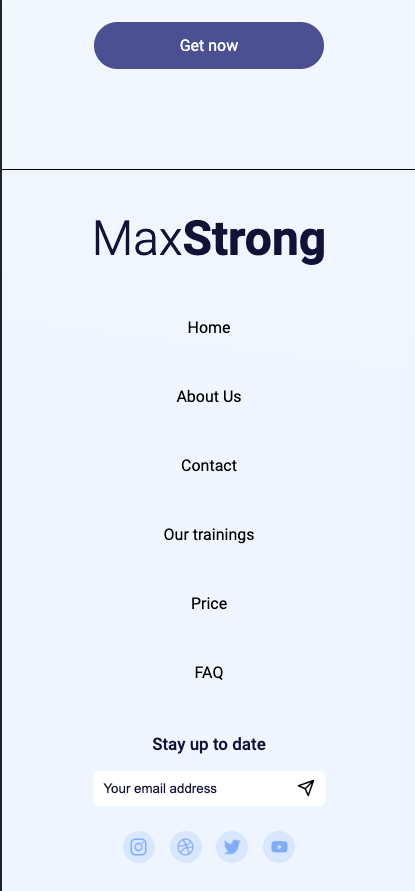 Get now
MaxStrong
Home
About Us
Contact
Our trainings
Price
FAQ
Stay up to date
Your email address